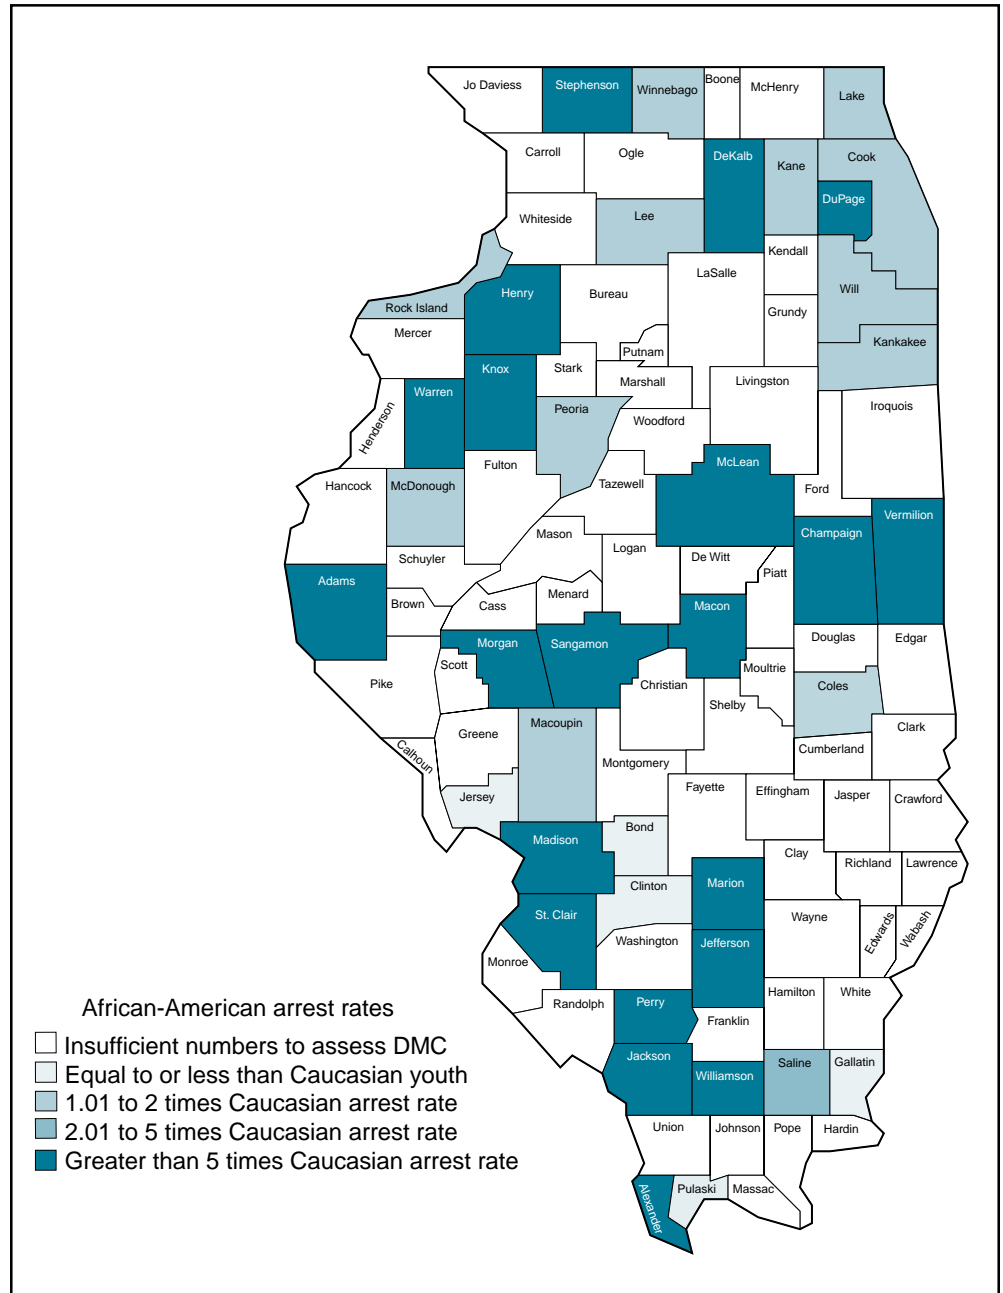 Jo Daviess
Stephenson
Winnebago
Boone
McHenry
Lake
Carroll
Ogle
DeKalb
Kane
Cook
DuPage
Whiteside
Lee
Kendall
LaSalle
Rock Island
Henry
Bureau
Will
Grundy
Mercer
Putnam
Kankakee
Knox
Stark
Marshall
Livingston
Warren
Peoria
Henderson
Woodford
Iroquois
Hancock
McDonough
Fulton
Tazewell
McLean
Ford
Vermilion
Champaign
Mason
Logan
De Witt
Schuyler
Piatt
Adams
Brown
Cass
Menard
Macon
Morgan
Sangamon
Douglas
Edgar
Scott
Pike
Christian
Moultrie
Coles
Shelby
Macoupin
Greene
Clark
Calhoun
Montgomery
Cumberland
Jersey
Fayette
Effingham
Jasper
Crawford
Bond
Madison
Clay
Richland
Lawrence
Clinton
Marion
St. Clair
Wayne
Edwards
Wabash
Washington
Jefferson
Monroe
Randolph
Perry
Hamilton
White
Franklin
Jackson
Williamson
Saline
Gallatin
Union
Johnson
Pope
Hardin
Alexander
Pulaski
Massac
African-American arrest rates
Insufficient numbers to assess DMC
Equal to or less than Caucasian youth
1.01 to 2 times Caucasian arrest rate
2.01 to 5 times Caucasian arrest rate
Greater than 5 times Caucasian arrest rate